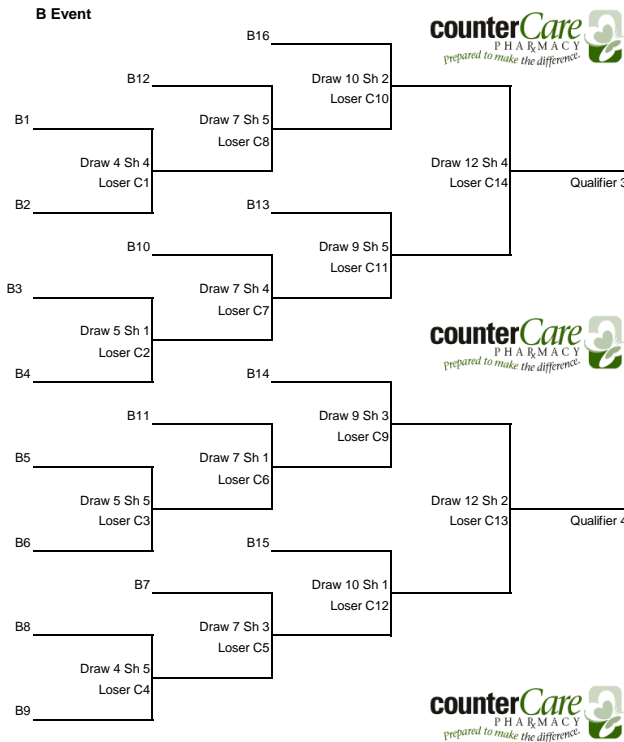 B Event
counterCare
PHARMACY
Prepared to make the difference.
B16
B12
Draw 10 Sh 2
Loser C10
B1
Draw 7 Sh 5
Loser C8
Draw 4 Sh 4
Loser C1
Draw 12 Sh 4
Loser C14
Qualifier 3
B2
B13
B10
Draw 9 Sh 5
Loser C11
B3
Draw 7 Sh 4
Loser C7
Draw 5 Sh 1
Loser C2
counterCare
PHARMACY
Prepared to make the difference.
B4
B14
B11
Draw 9 Sh 3
Loser C9
B5
Draw 7 Sh 1
Loser C6
Draw 5 Sh 5
Loser C3
Draw 12 Sh 2
Loser C13
Qualifier 4
B6
B15
B7
Draw 10 Sh 1
Loser C12
B8
Draw 7 Sh 3
Loser C5
Draw 4 Sh 5
Loser C4
B9
counterCare
PHARMACY
Prepared to make the difference.